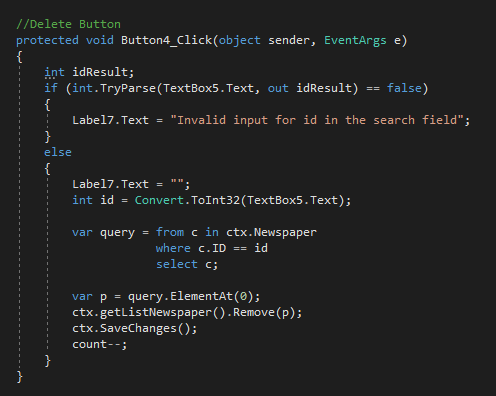 //Delete Button
protected void Button4_Click(object sender, EventArgs e)
{
    int idResult;
    if (int.TryParse(TextBox5.Text, out idResult) == false)
    {
        Label7.Text = "Invalid input for id in the search field";
    }
    else
    {
        Label7.Text = "";
        int id = Convert.ToInt32(TextBox5.Text);

        var query = from c in ctx.Newspaper
                    where c.ID == id
                    select c;

        var p = query.ElementAt(0);
        ctx.getListNewspaper().Remove(p);
        ctx.SaveChanges();
        count--;
    }
}